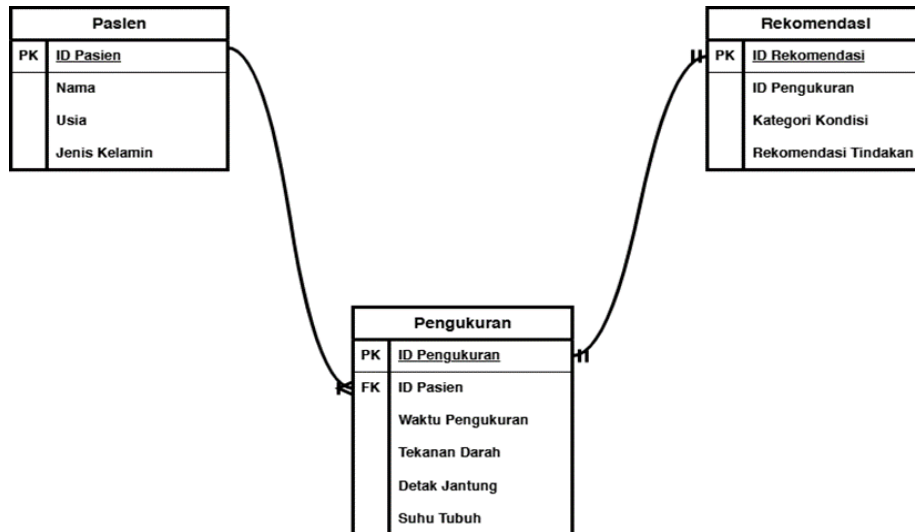 Pasien
PK ID Pasien
Nama
Usia
Jenis Kelamin
Rekomendasi
PK ID Rekomendasi
ID Pengukuran
Kategori Kondisi
Rekomendasi Tindakan
Pengukuran
PK ID Pengukuran
FK ID Pasien
Waktu Pengukuran
Tekanan Darah
Detak Jantung
Suhu Tubuh